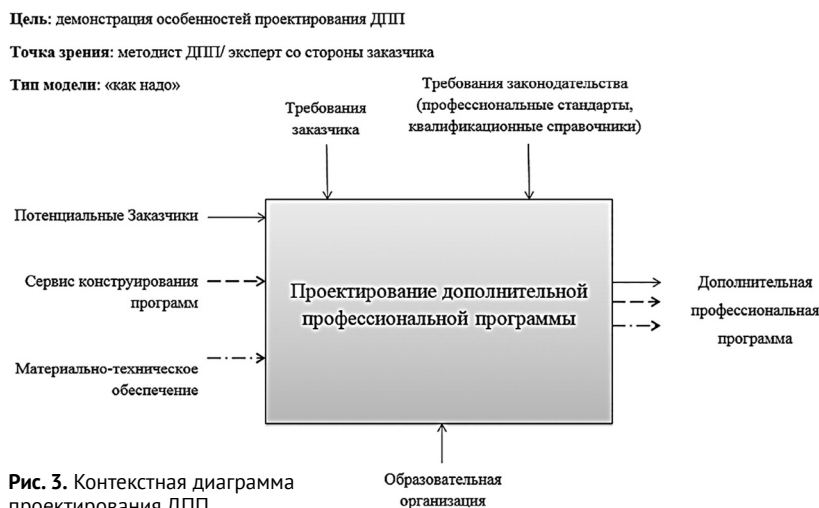 Цель: демонстрация особенностей проектирования ДПП
Точка зрения: методист ДПП/ эксперт со стороны заказчика
Тип модели: «как надо»
Требования
заказчика
Требования законодательства
(профессиональные стандарты,
квалификационные справочники)
Потенциальные Заказчики
Сервис конструирования
программ
Материально-техническое
обеспечение
Проектирование дополнительной
профессиональной программы
Дополнительная
профессиональная
программа
Образовательная
организация
Рис. 3. Контекстная диаграмма
проектирования ДПП